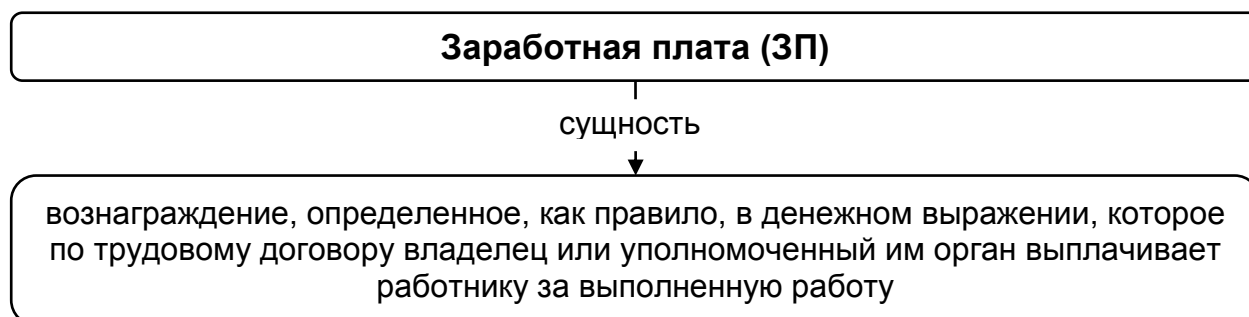 Заработная плата (ЗП)
сущность
вознаграждение, определенное, как правило, в денежном выражении, которое
по трудовому договору владелец или уполномоченный им орган выплачивает
работнику за выполненную работу